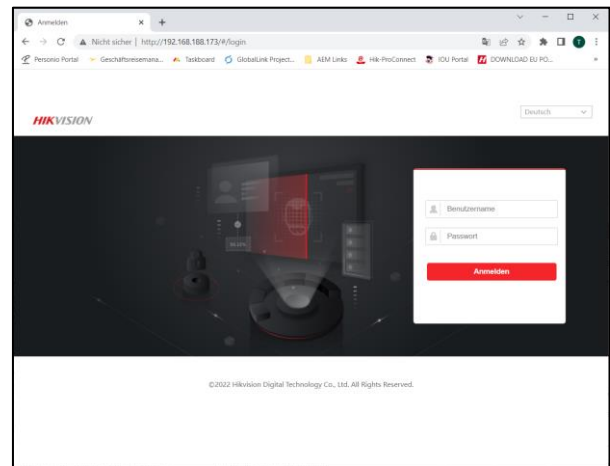 Anmelden
Nicht sicher | http://192.168.188.173/#/login
Personio Portal Geschäftsreisemana... Taskboard GlobalLink Project... AEM Links Hik-ProConnect IOU Portal DOWNLOAD EU PO...
HIKVISION
Deutsch
Benutzername
Passwort
Anmelden
©2022 Hikvision Digital Technology Co., Ltd. All Rights Reserved.